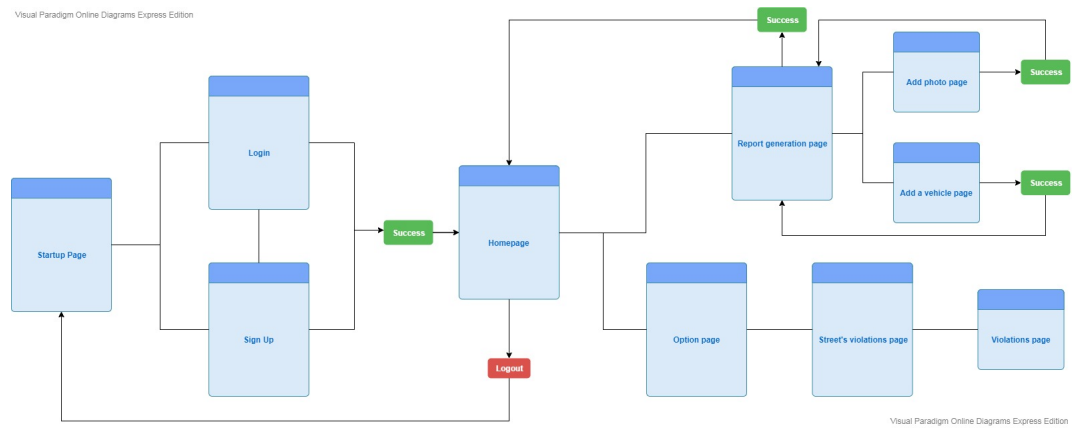 Visual Paradigm Online Diagrams Express Edition
Success
Add photo page
Success
Login
Report generation page
Add a vehicle page
Success
Startup Page
Success
Homepage
Sign Up
Option page
Street's violations page
Violations page
Logout
Visual Paradigm Online Diagrams Express Edition